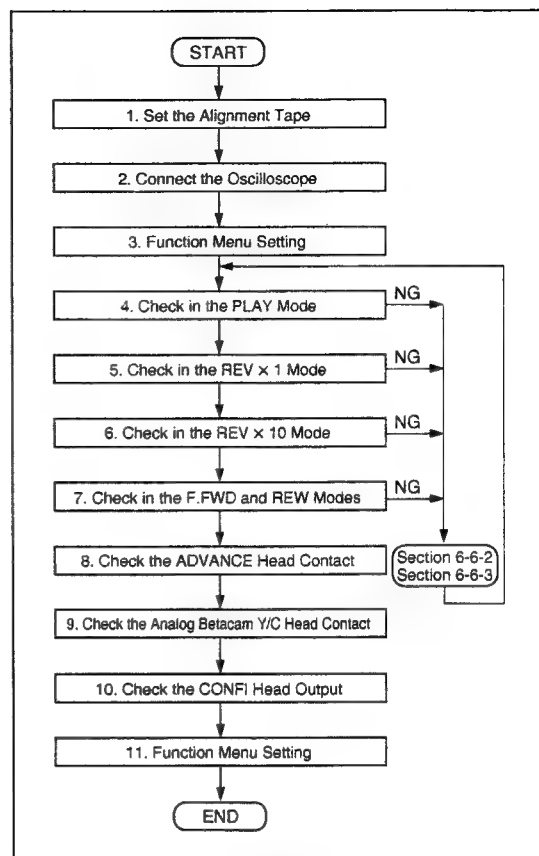 START
1. Set the Alignment Tape
2. Connect the Oscilloscope
3. Function Menu Setting
4. Check in the PLAY Mode
NG
5. Check in the REV × 1 Mode
NG
6. Check in the REV × 10 Mode
NG
7. Check in the F.FWD and REW Modes
NG
Section 6-6-2
Section 6-6-3
8. Check the ADVANCE Head Contact
9. Check the Analog Betacam Y/C Head Contact
10. Check the CONFI Head Output
11. Function Menu Setting
END